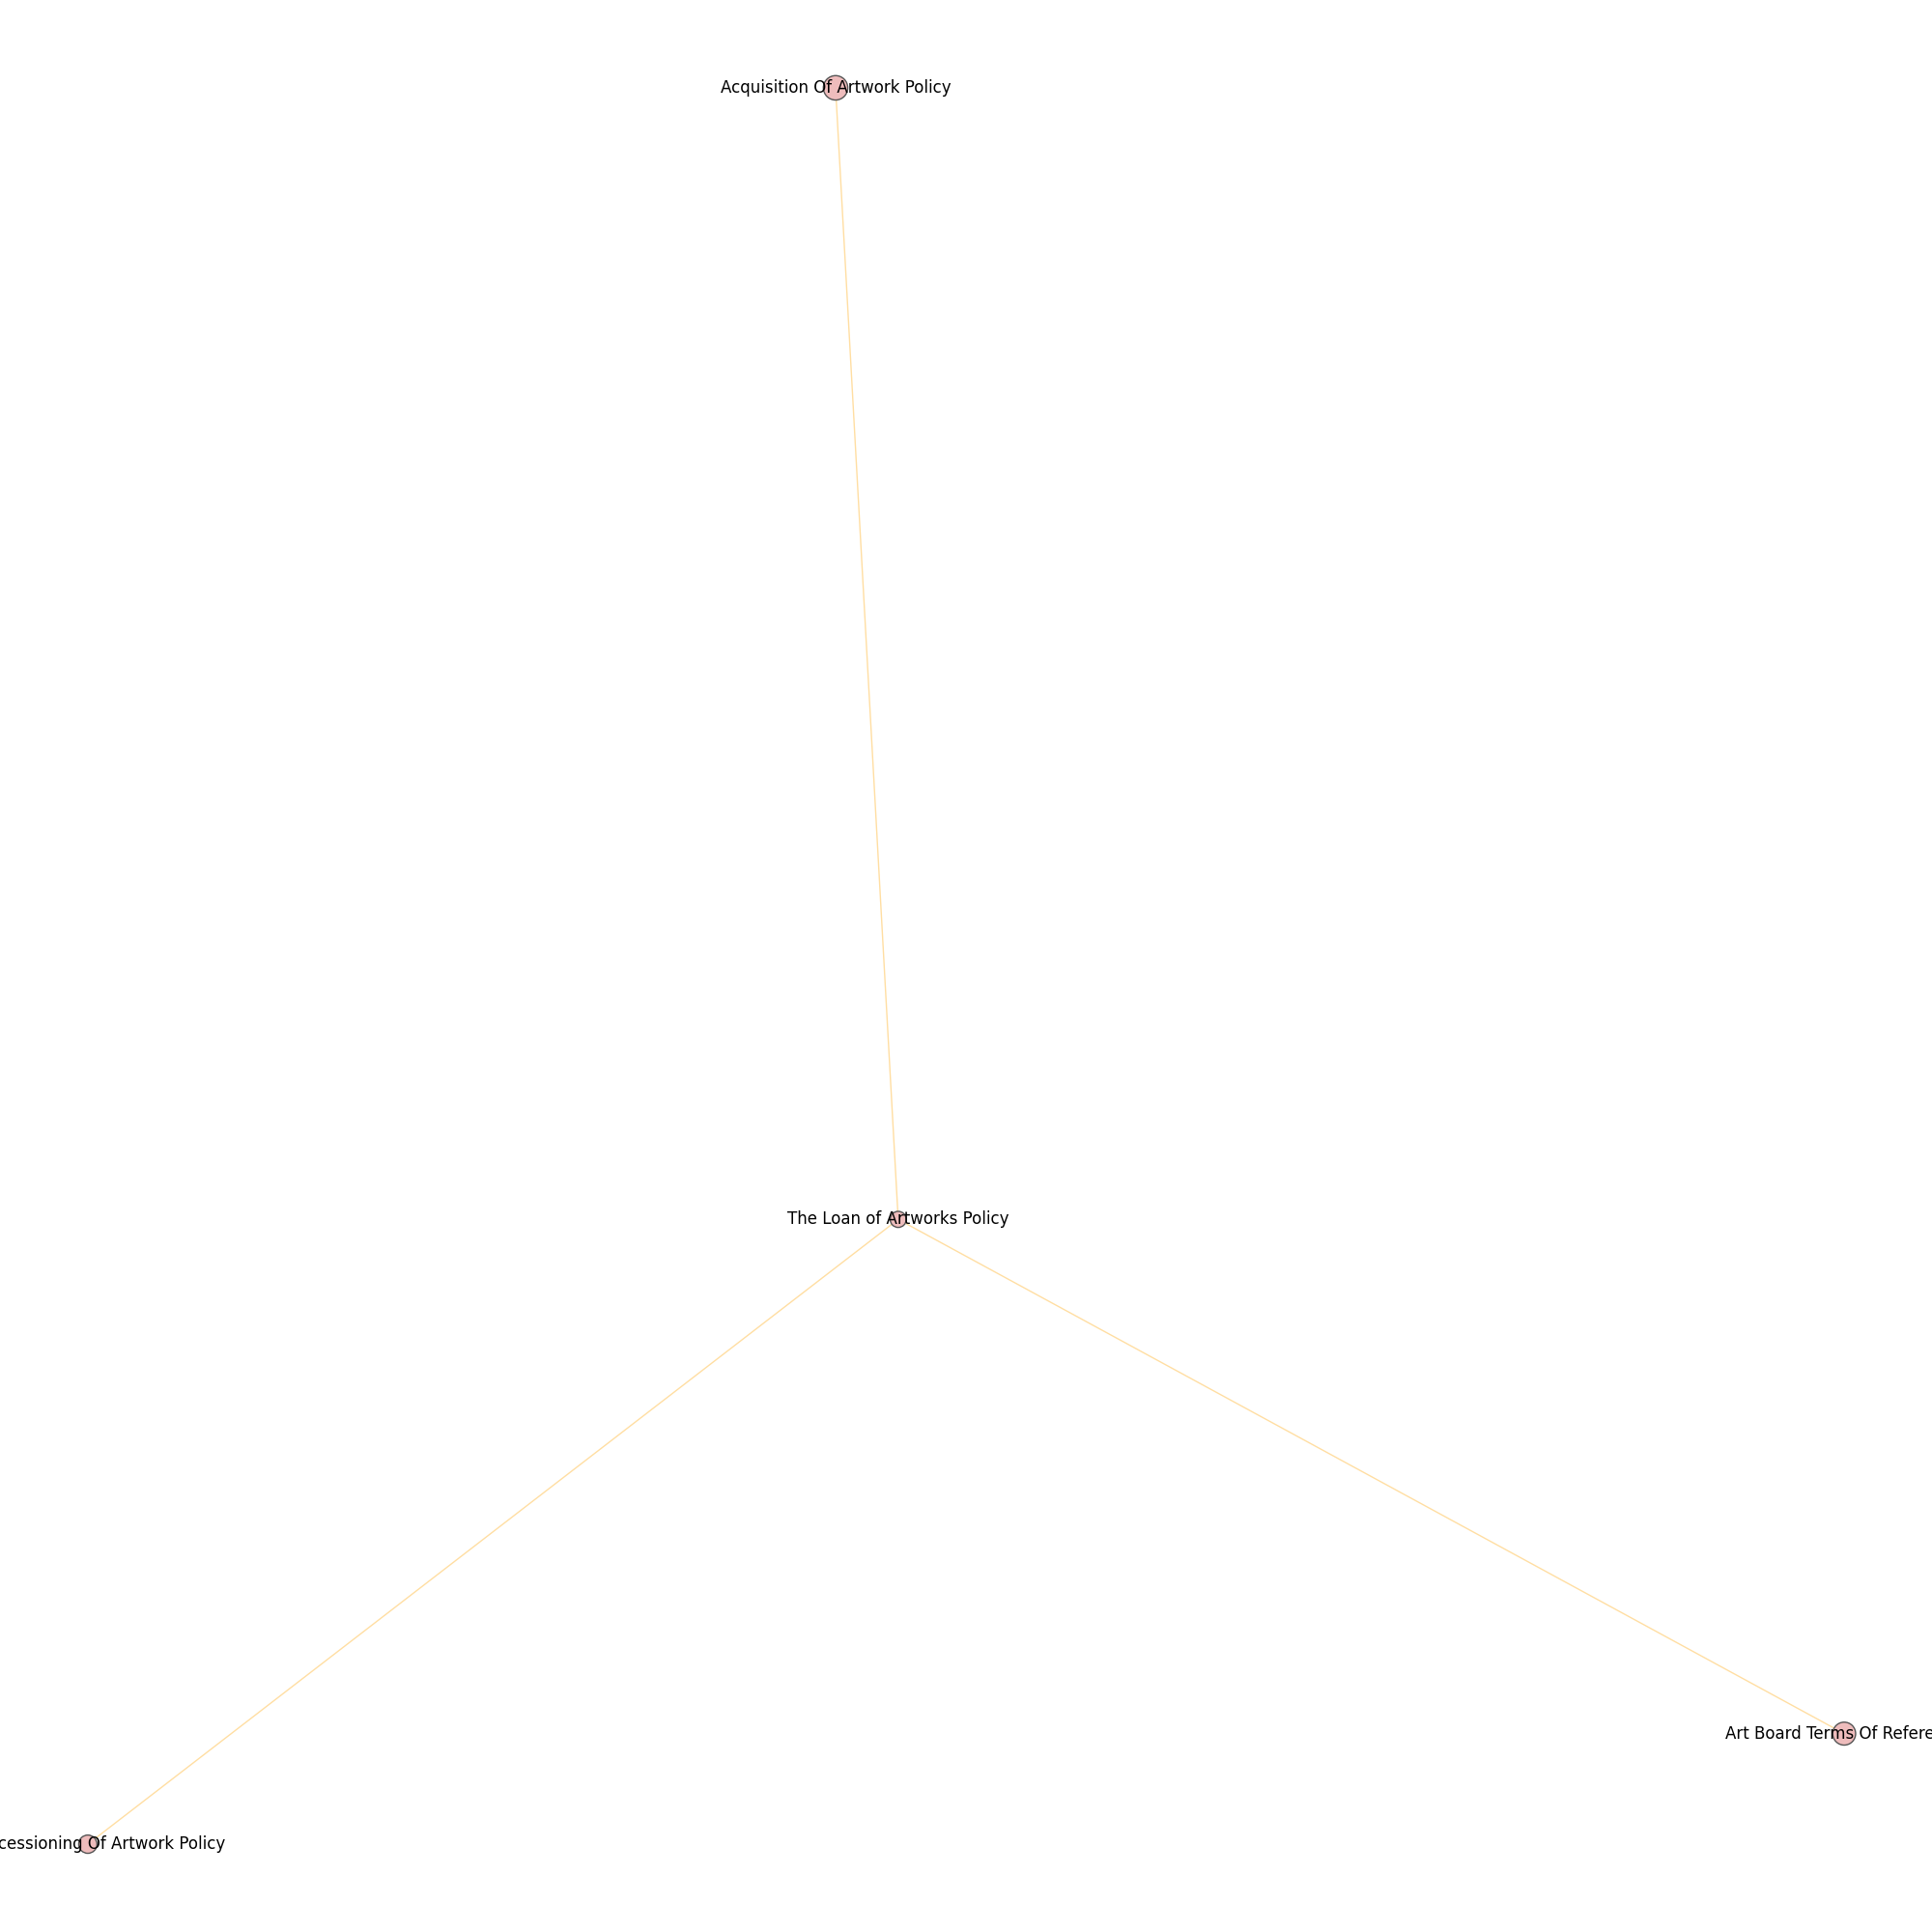 Acquisition Of Artwork Policy
The Loan of Artworks Policy
Art Board Terms Of Refere
cessioning Of Artwork Policy